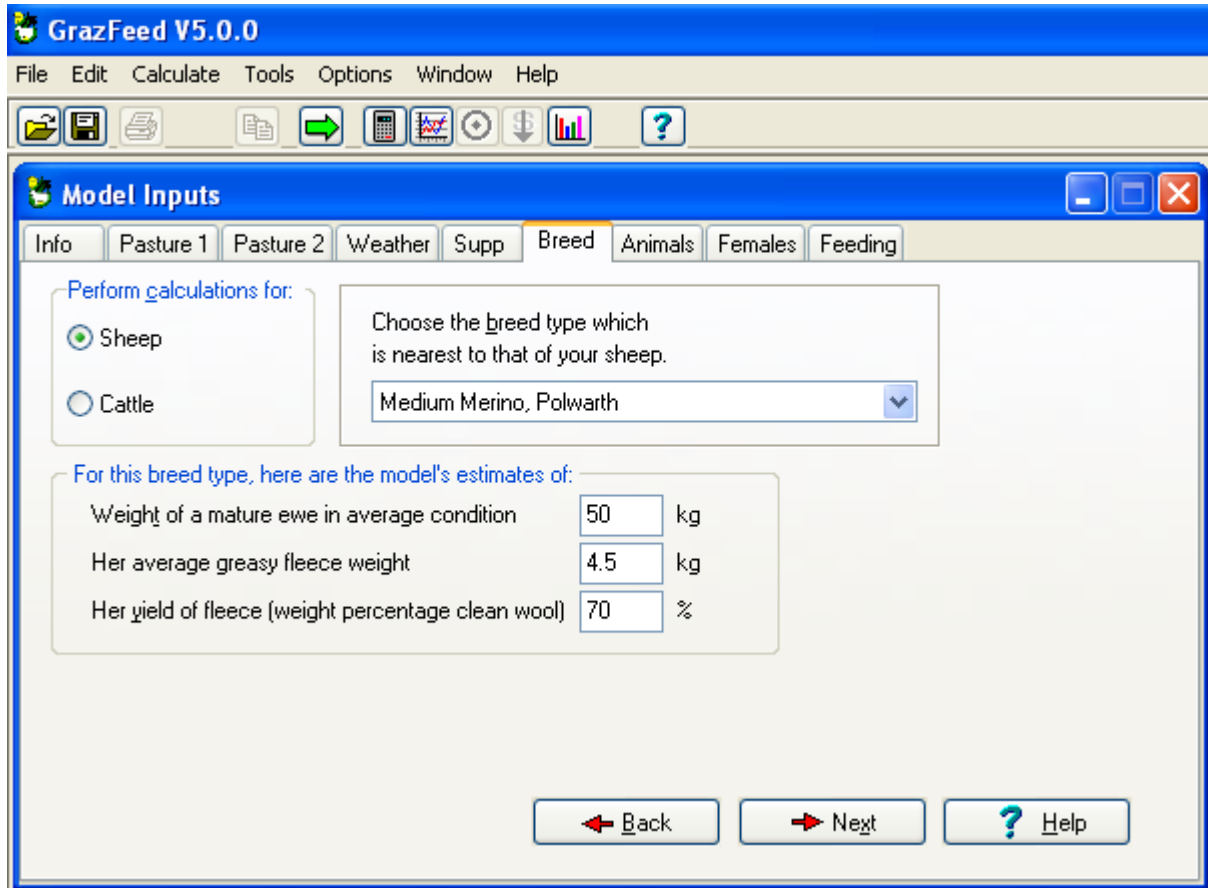 GrazFeed V5.0.0
File Edit Calculate Tools Options Window Help
?
Model Inputs
Info Pasture 1 Pasture 2 Weather Supp Breed Animals Females Feeding
Perform calculations for:
Sheep
Cattle
Choose the breed type which
is nearest to that of your sheep.
Medium Merino, Polwarth
For this breed type, here are the model's estimates of:
Weight of a mature ewe in average condition 50 kg
Her average greasy fleece weight 4.5 kg
Her yield of fleece (weight percentage clean wool) 70 %
Back Next ? Help